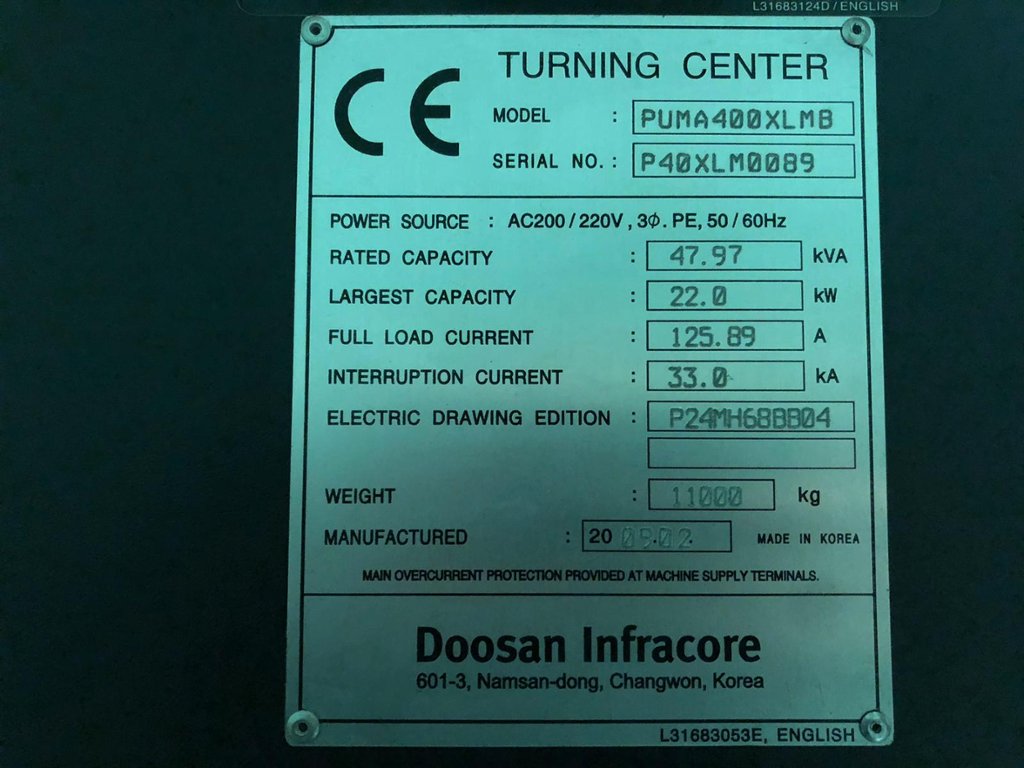 L31683124D / ENGLISH
CE TURNING CENTER
MODEL : PUMA400XLMB
SERIAL NO. : P40XLM0089
POWER SOURCE : AC200 / 220V , 3Φ. PE, 50 / 60Hz
RATED CAPACITY : 47.97 kVA
LARGEST CAPACITY : 22.0 kW
FULL LOAD CURRENT : 125.89 A
INTERRUPTION CURRENT : 33.0 kA
ELECTRIC DRAWING EDITION : P24MH68BB04
WEIGHT : 11000 kg
MANUFACTURED : 20 09.02. MADE IN KOREA
MAIN OVERCURRENT PROTECTION PROVIDED AT MACHINE SUPPLY TERMINALS.
Doosan Infracore
601-3, Namsan-dong, Changwon, Korea
L31683053E, ENGLISH